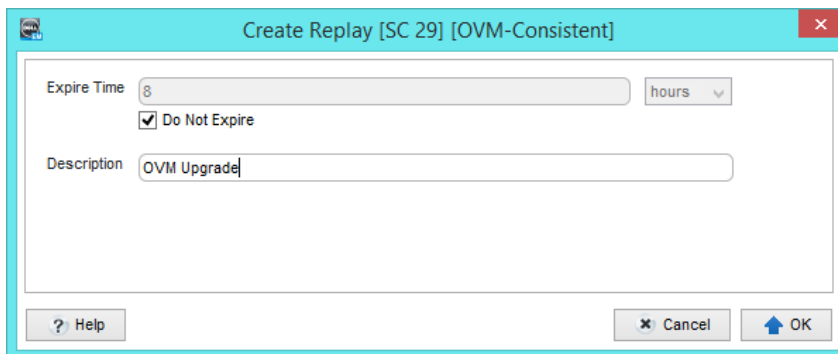 Create Replay [SC 29] [OVM-Consistent]
Expire Time 8 hours
Do Not Expire
Description OVM Upgrade
? Help Cancel OK